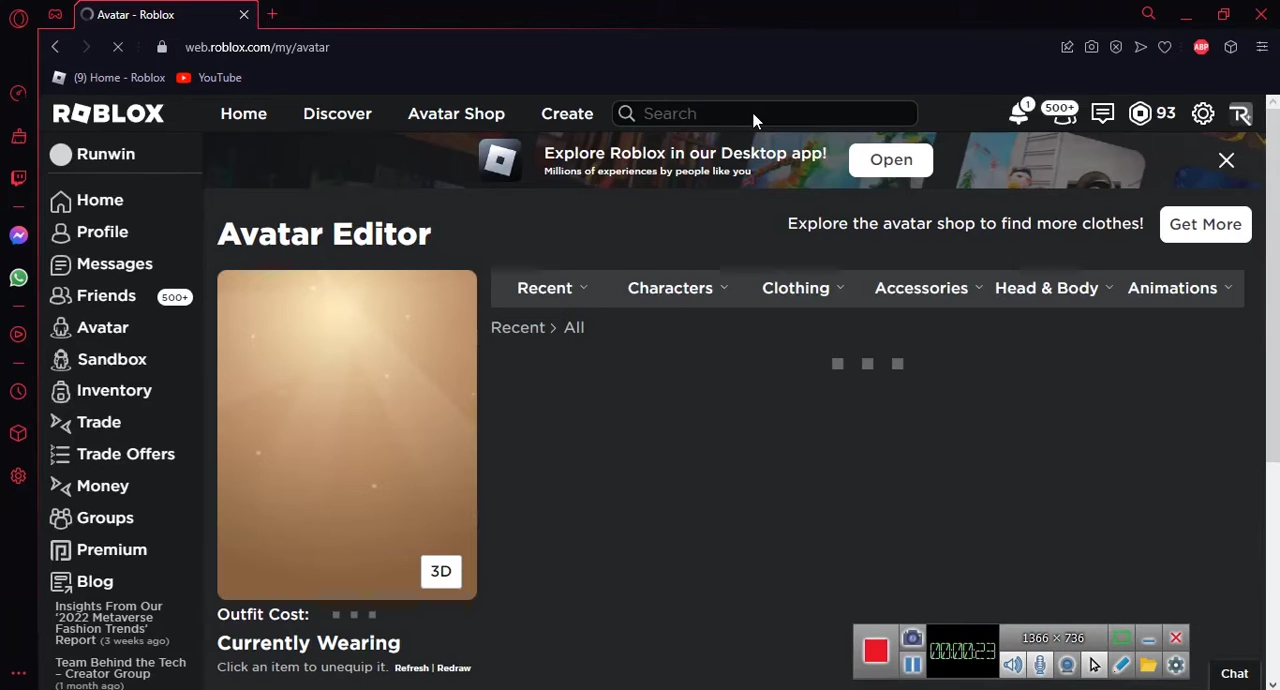 Avatar - Roblox
web.roblox.com/my/avatar
ABP
(9) Home - Roblox
YouTube
ROBLOX
Home
Discover
Avatar Shop
Create
Search
1
500+
93
Runwin
Explore Roblox in our Desktop app!
Millions of experiences by people like you
Open
Home
Profile
Messages
Friends
500+
Avatar
Sandbox
Inventory
Trade
Trade Offers
Money
Groups
Premium
Blog
Insights From Our
'2022 Metaverse
Fashion Trends'
Report (3 weeks ago)
Team Behind the Tech
– Creator Group
(1 month ago)
Avatar Editor
Explore the avatar shop to find more clothes!
Get More
Recent
Characters
Clothing
Accessories
Head & Body
Animations
Recent > All
3D
Outfit Cost:
Currently Wearing
Click an item to unequip it. Refresh | Redraw
00:00:23
1366 × 736
Chat